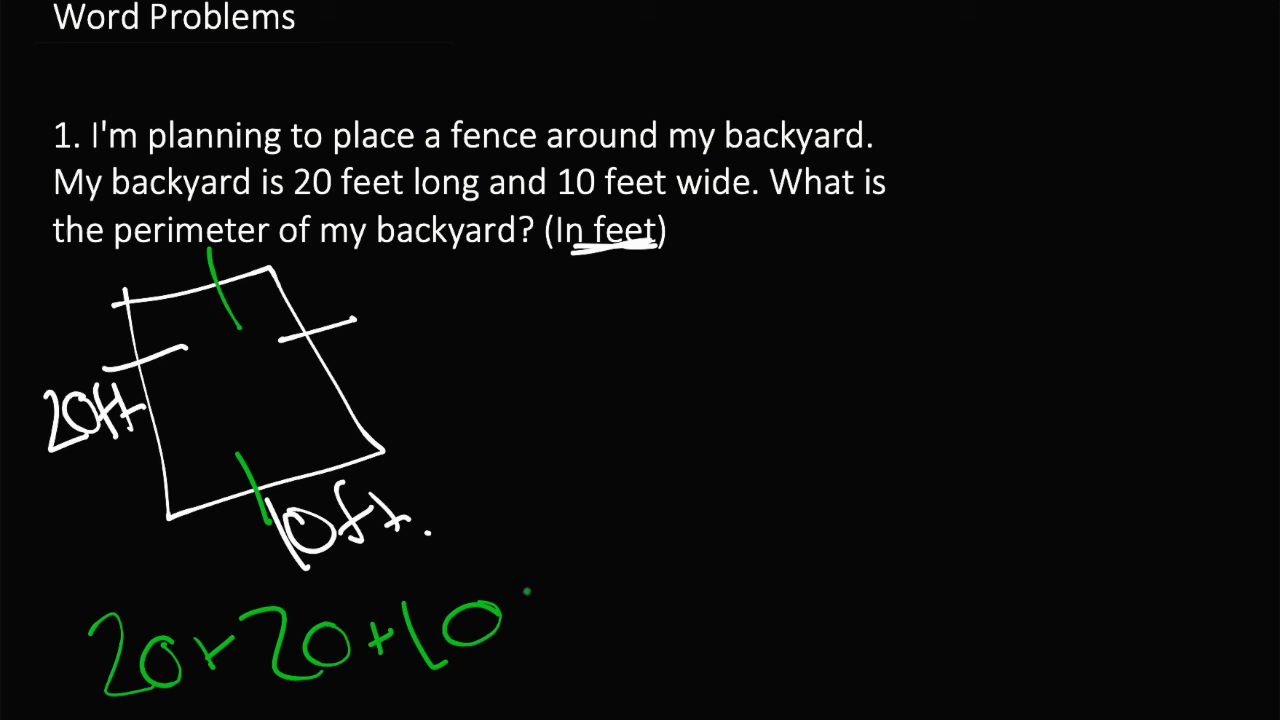 Word Problems
1. I'm planning to place a fence around my backyard.
My backyard is 20 feet long and 10 feet wide. What is
the perimeter of my backyard? (In feet)
20ft
10ft.
20+20+10